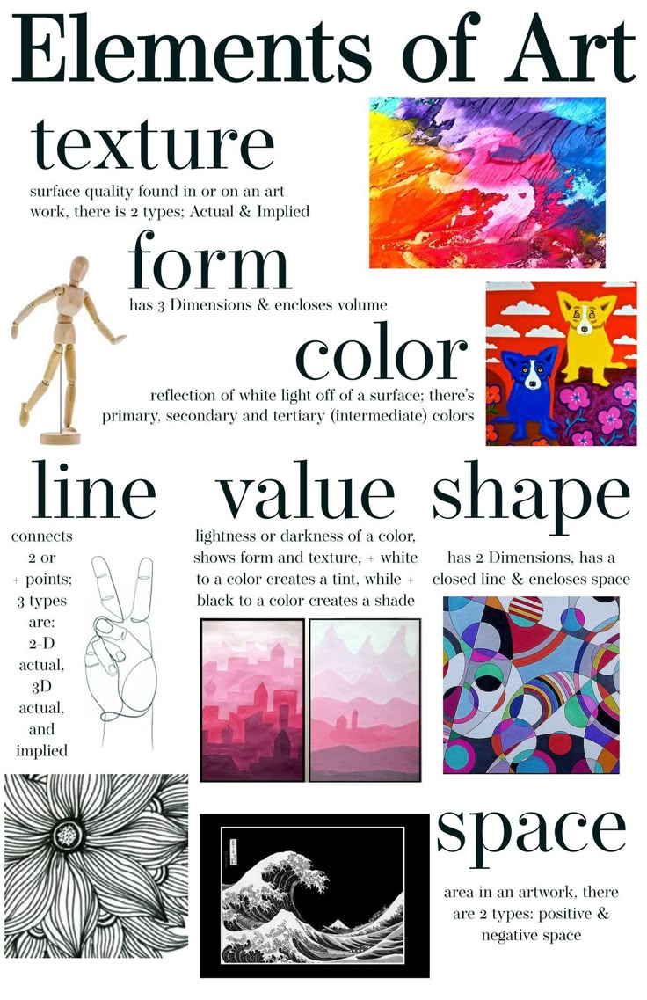 Elements of Art
texture
surface quality found in or on an art
work, there is 2 types; Actual & Implied
form
has 3 Dimensions & encloses volume
color
reflection of white light off of a surface; there's
primary, secondary and tertiary (intermediate) colors
line
connects
2 or
+ points;
3 types
are:
2-D
actual,
3D
actual,
and
implied
value
lightness or darkness of a color,
shows form and texture, + white
to a color creates a tint, while +
black to a color creates a shade
shape
has 2 Dimensions, has a
closed line & encloses space
space
area in an artwork, there
are 2 types: positive &
negative space